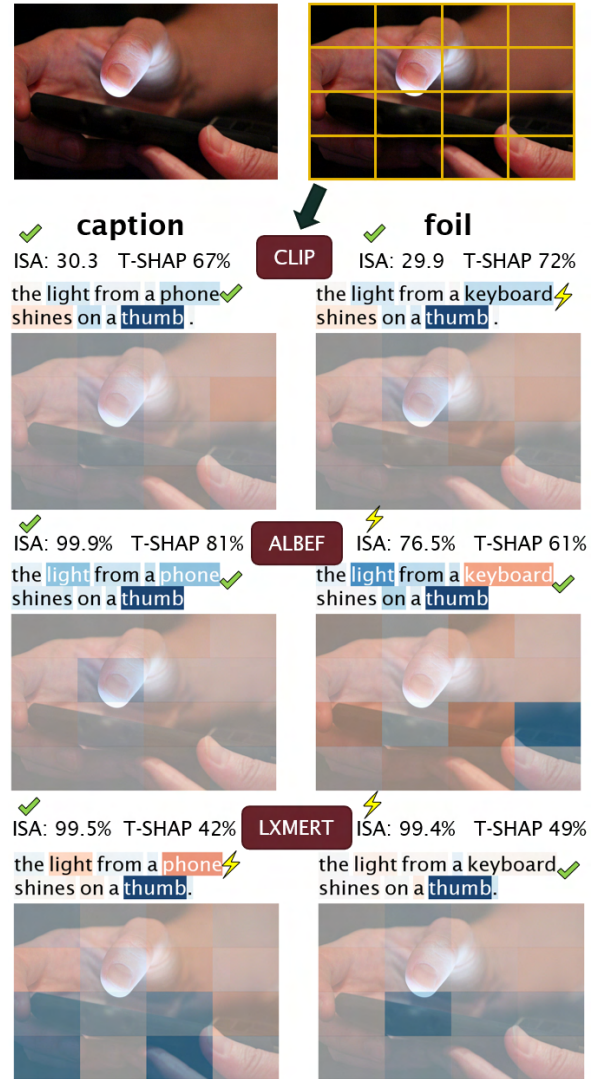 caption
foil
CLIP
ISA: 30.3 T-SHAP 67%
ISA: 29.9 T-SHAP 72%
the light from a phone
shines on a thumb .
the light from a keyboard
shines on a thumb .
ALBEF
ISA: 99.9% T-SHAP 81%
ISA: 76.5% T-SHAP 61%
the light from a phone
shines on a thumb
the light from a keyboard
shines on a thumb
LXMERT
ISA: 99.5% T-SHAP 42%
ISA: 99.4% T-SHAP 49%
the light from a phone
shines on a thumb.
the light from a keyboard
shines on a thumb.